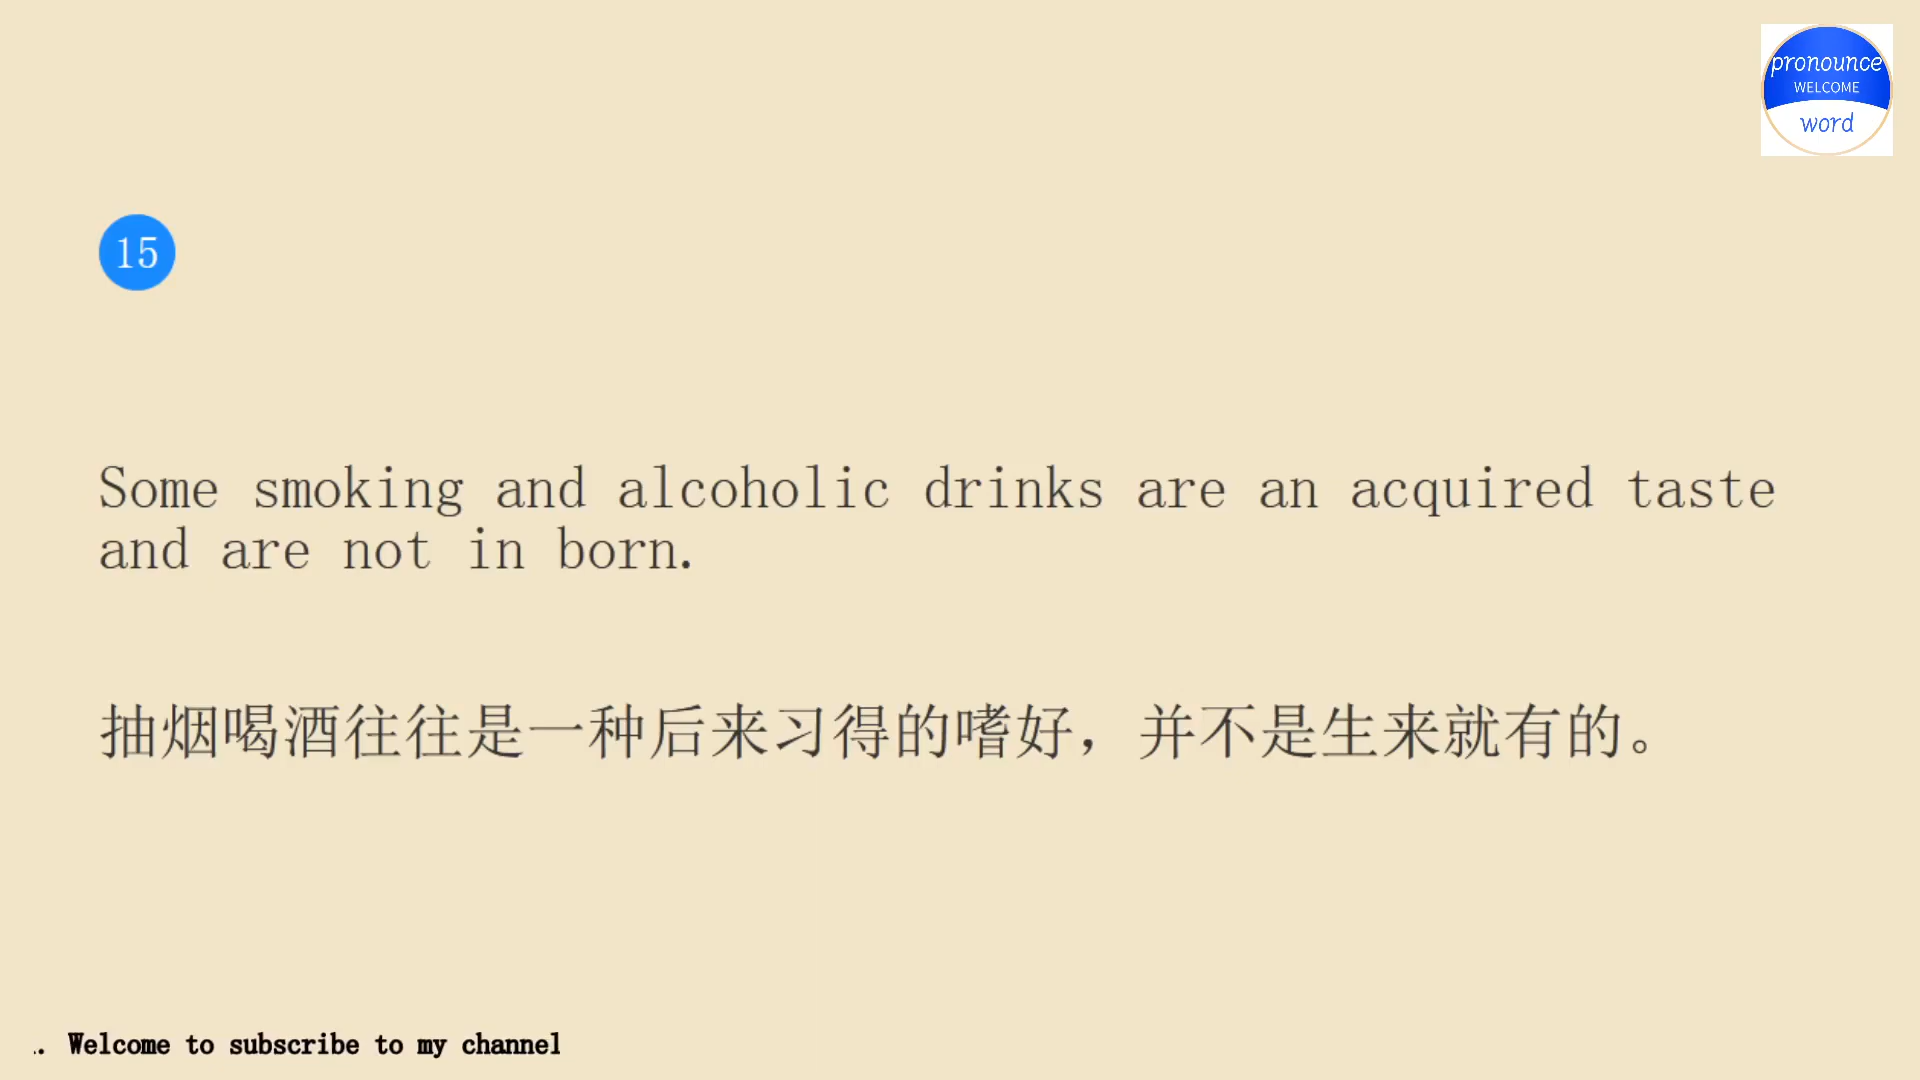 pronounce
WELCOME
word
15
Some smoking and alcoholic drinks are an acquired taste
and are not in born.
抽烟喝酒往往是一种后来习得的嗜好，并不是生来就有的。
. Welcome to subscribe to my channel